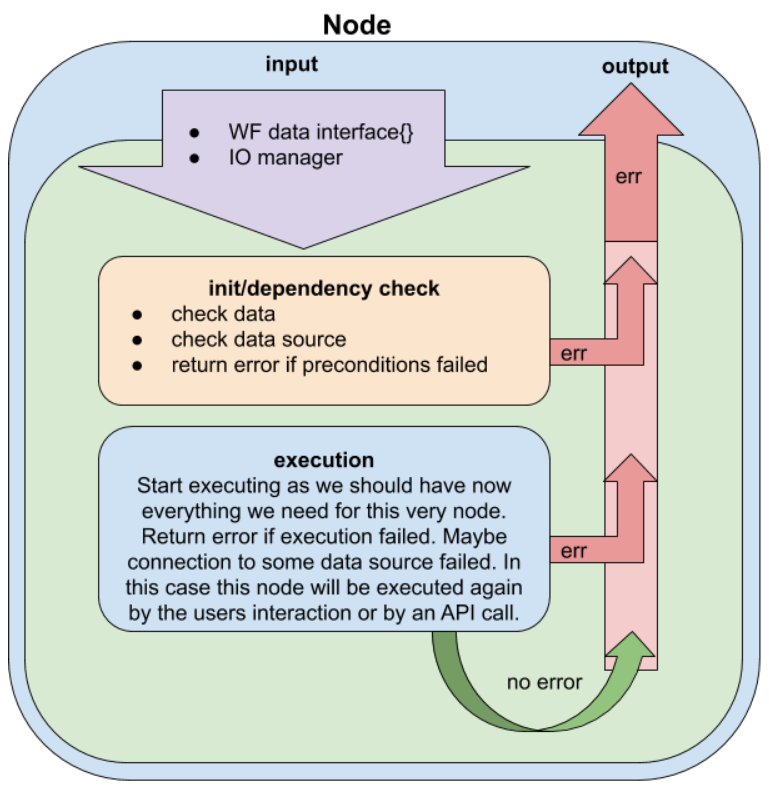 Node
input
output
● WF data interface{}
● IO manager
err
init/dependency check
● check data
● check data source
● return error if preconditions failed
err
execution
Start executing as we should have now
everything we need for this very node.
Return error if execution failed. Maybe
connection to some data source failed. In
this case this node will be executed again
by the users interaction or by an API call.
err
no error